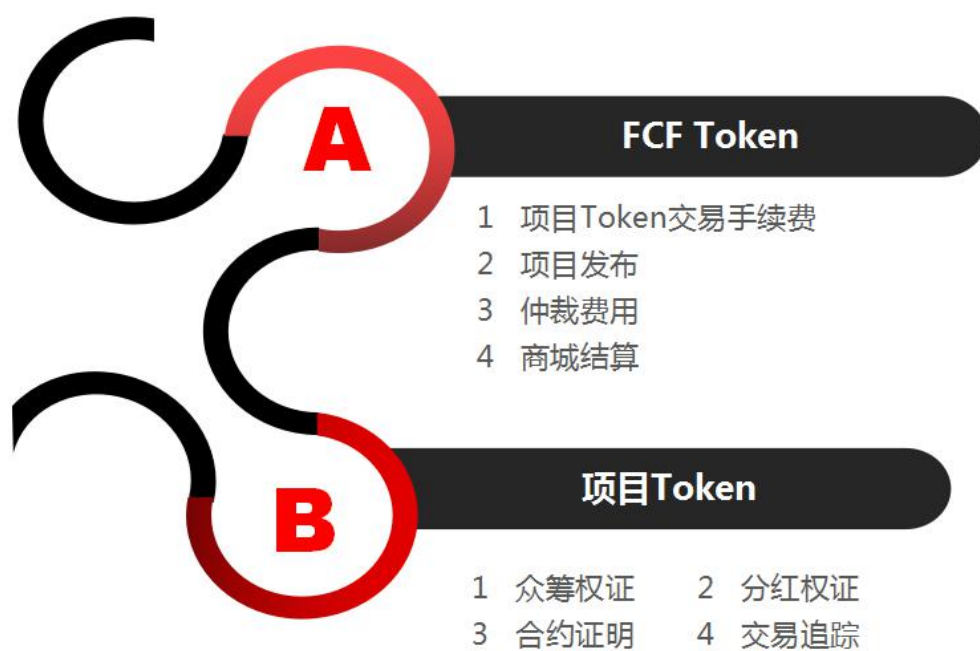 A
FCF Token
1 项目Token交易手续费
2 项目发布
3 仲裁费用
4 商城结算
B
项目Token
1 众筹权证 2 分红权证
3 合约证明 4 交易追踪